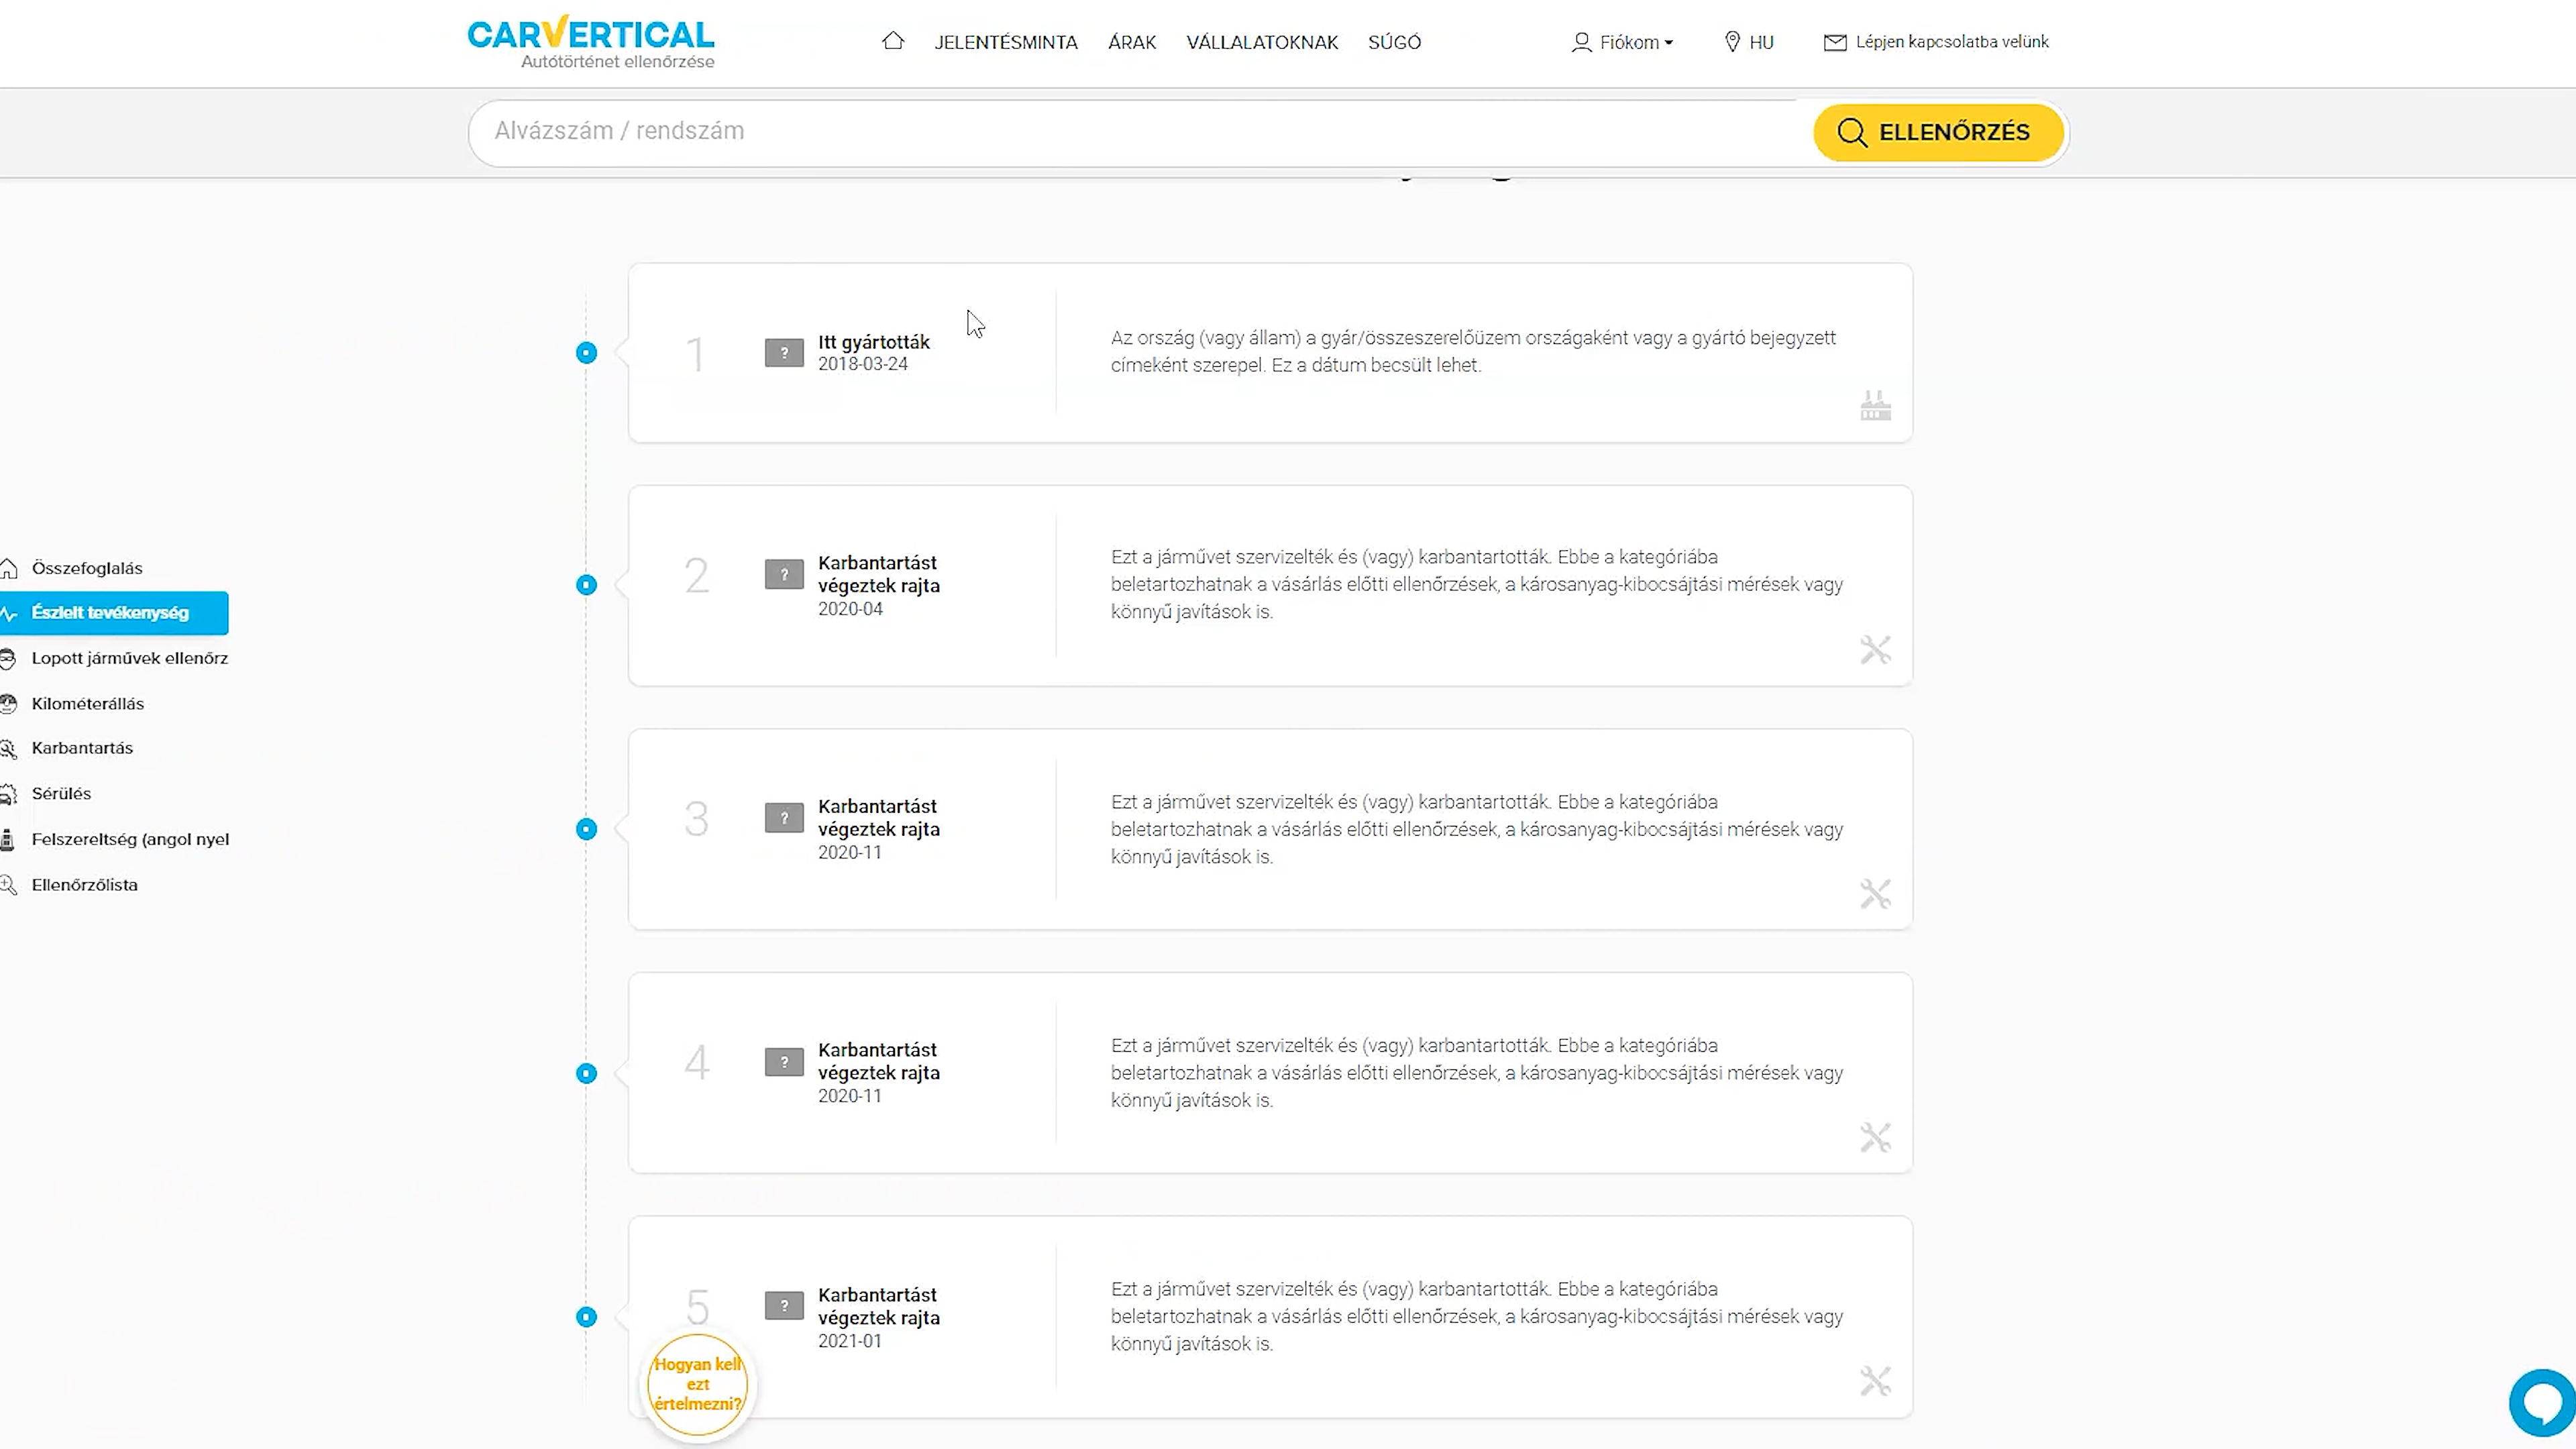 CARVERTICAL
Autótörténet ellenőrzése
JELENTÉSMINTA
ÁRAK
VÁLLALATOKNAK
SÚGÓ
Fiókom
HU
Lépjen kapcsolatba velünk
Alvázszám / rendszám
ELLENŐRZÉS
Összefoglalás
Észlelt tevékenység
Lopott járművek ellenőrz
Kilométerállás
Karbantartás
Sérülés
Felszereltség (angol nyel
Ellenőrzőlista
1
?
Itt gyártották
2018-03-24
Az ország (vagy állam) a gyár/összeszerelőüzem országaként vagy a gyártó bejegyzett
címeként szerepel. Ez a dátum becsült lehet.
2
?
Karbantartást
végeztek rajta
2020-04
Ezt a járművet szervizelték és (vagy) karbantartották. Ebbe a kategóriába
beletartozhatnak a vásárlás előtti ellenőrzések, a károsanyag-kibocsájtási mérések vagy
könnyű javítások is.
3
?
Karbantartást
végeztek rajta
2020-11
Ezt a járművet szervizelték és (vagy) karbantartották. Ebbe a kategóriába
beletartozhatnak a vásárlás előtti ellenőrzések, a károsanyag-kibocsájtási mérések vagy
könnyű javítások is.
4
?
Karbantartást
végeztek rajta
2020-11
Ezt a járművet szervizelték és (vagy) karbantartották. Ebbe a kategóriába
beletartozhatnak a vásárlás előtti ellenőrzések, a károsanyag-kibocsájtási mérések vagy
könnyű javítások is.
5
?
Karbantartást
végeztek rajta
2021-01
Ezt a járművet szervizelték és (vagy) karbantartották. Ebbe a kategóriába
beletartozhatnak a vásárlás előtti ellenőrzések, a károsanyag-kibocsájtási mérések vagy
könnyű javítások is.
Hogyan kell
ezt
értelmezni?